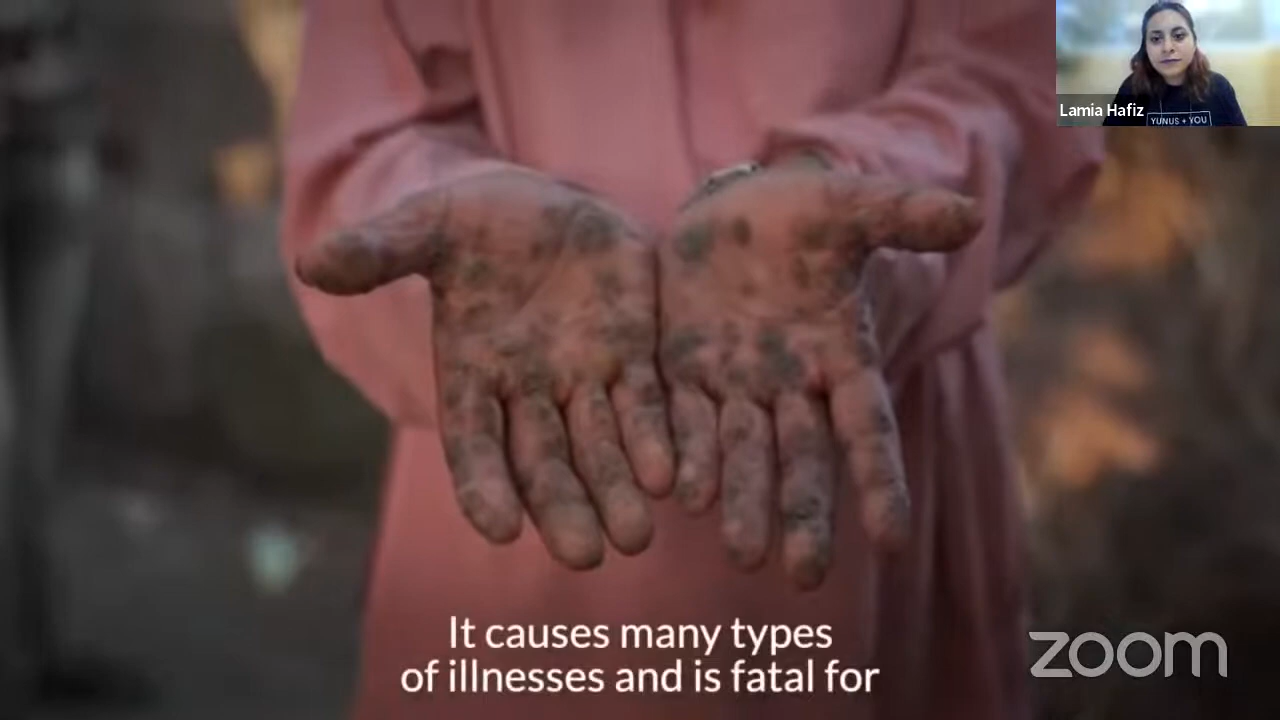 Lamia Hafiz
YUNUS + YOU
It causes many types
of illnesses and is fatal for
zoom